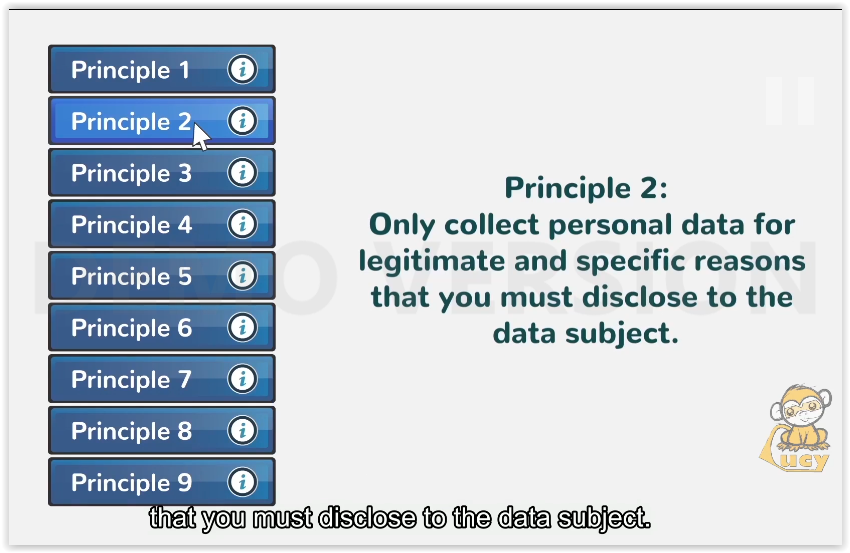 Principle 1
Principle 2
Principle 3
Principle 4
Principle 5
Principle 6
Principle 7
Principle 8
Principle 9
Principle 2:
Only collect personal data for
legitimate and specific reasons
that you must disclose to the
data subject.
DEMO VERSION
Lucy
that you must disclose to the data subject.